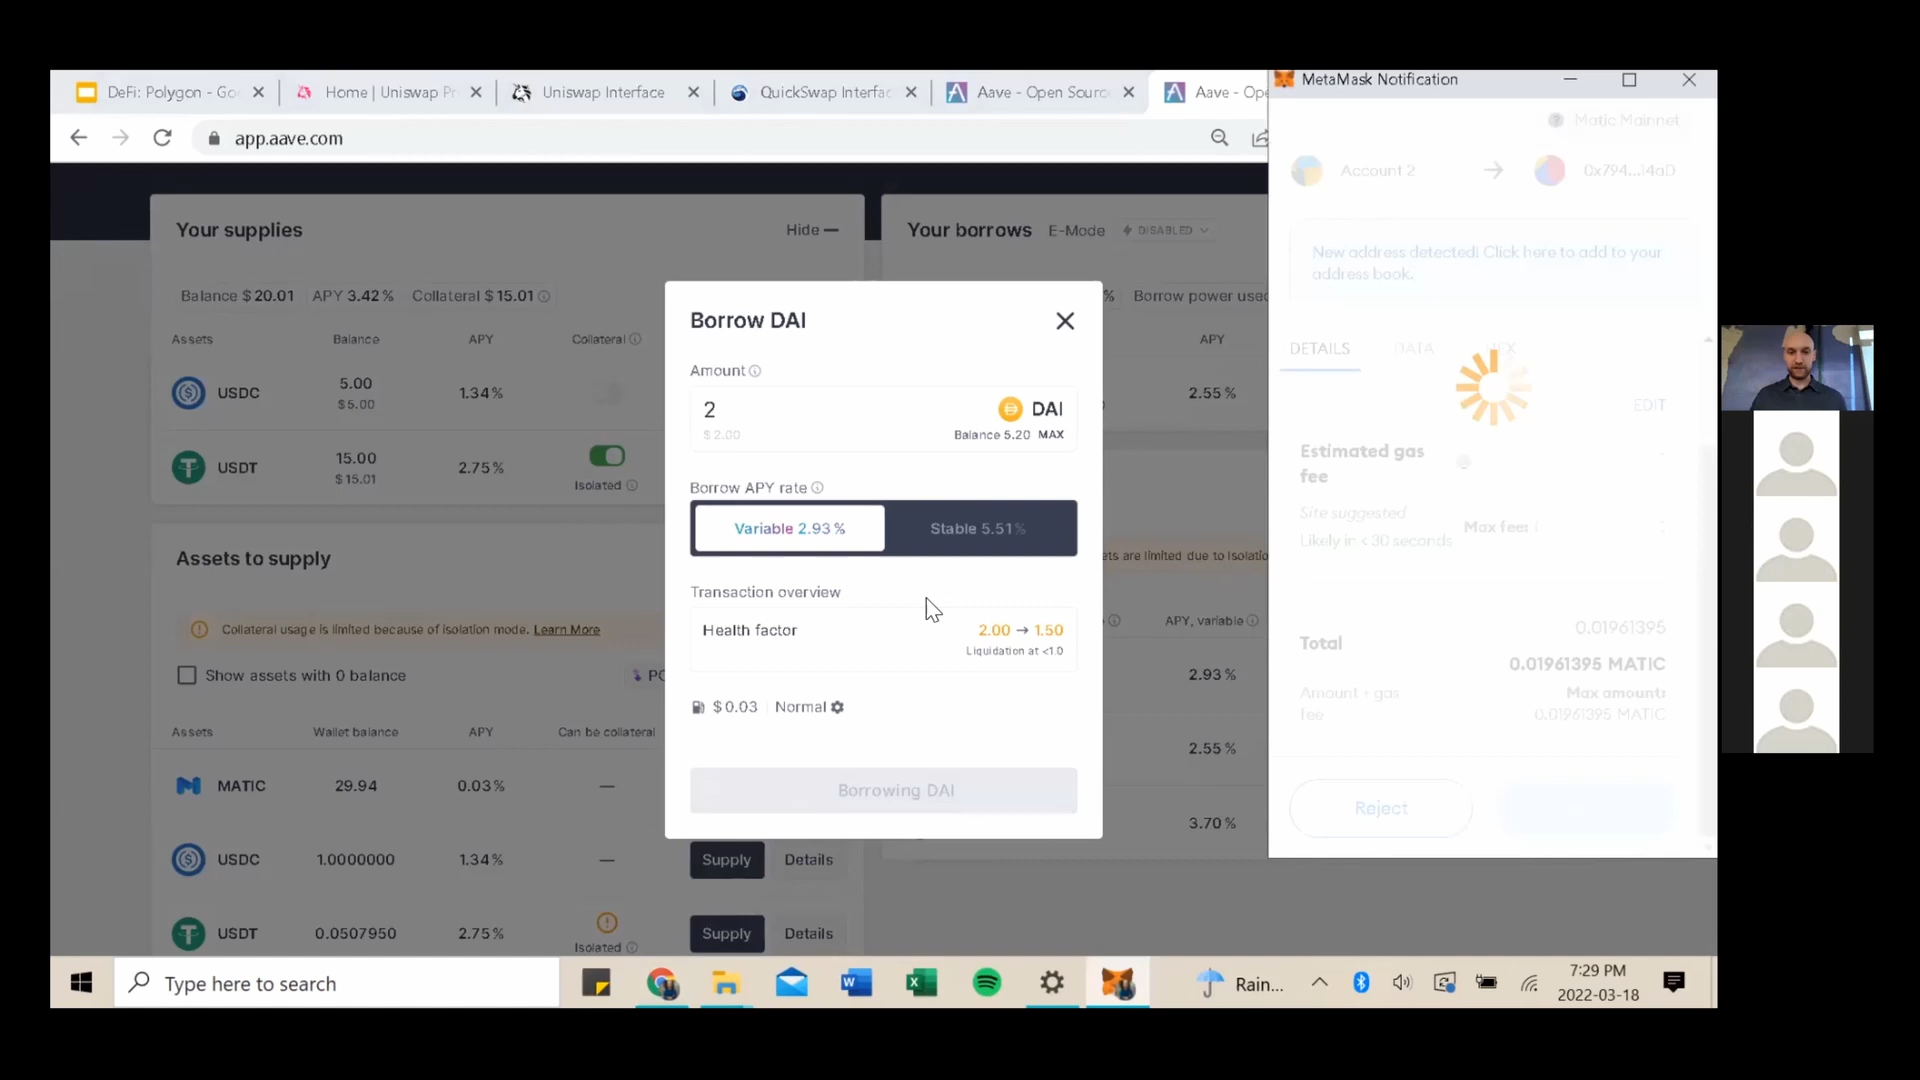 DeFi: Polygon - Goo
Home | Uniswap Pr
Uniswap Interface
QuickSwap Interfac
Aave - Open Sourc
Aave - Ope
MetaMask Notification
app.aave.com
Matic Mainnet
Account 2
0x794...14aD
New address detected! Click here to add to your
address book.
DETAILS
DATA
HEX
EDIT
Estimated gas
fee
Site suggested
Likely in < 30 seconds
Max fee:
Total
0.01961395
0.01961395 MATIC
Amount + gas
fee
Max amount:
0.01961395 MATIC
Reject
Your supplies
Hide
Balance $ 20.01
APY 3.42 %
Collateral $ 15.01
Assets
Balance
APY
Collateral
USDC
5.00
$ 5.00
1.34 %
USDT
15.00
$ 15.01
2.75 %
Isolated
Assets to supply
Collateral usage is limited because of isolation mode. Learn More
Show assets with 0 balance
PO
Assets
Wallet balance
APY
Can be collateral
MATIC
29.94
0.03 %
—
USDC
1.0000000
1.34 %
—
Supply
Details
USDT
0.0507950
2.75 %
Isolated
Supply
Details
Your borrows
E-Mode
DISABLED
%
Borrow power used
APY
2.55 %
ets are limited due to Isolatio
APY, variable
2.93 %
2.55 %
3.70 %
Borrow DAI
Amount
2
DAI
$ 2.00
Balance 5.20 MAX
Borrow APY rate
Variable 2.93 %
Stable 5.51 %
Transaction overview
Health factor
2.00 → 1.50
Liquidation at <1.0
$ 0.03
Normal
Borrowing DAI
Type here to search
Rain...
7:29 PM
2022-03-18